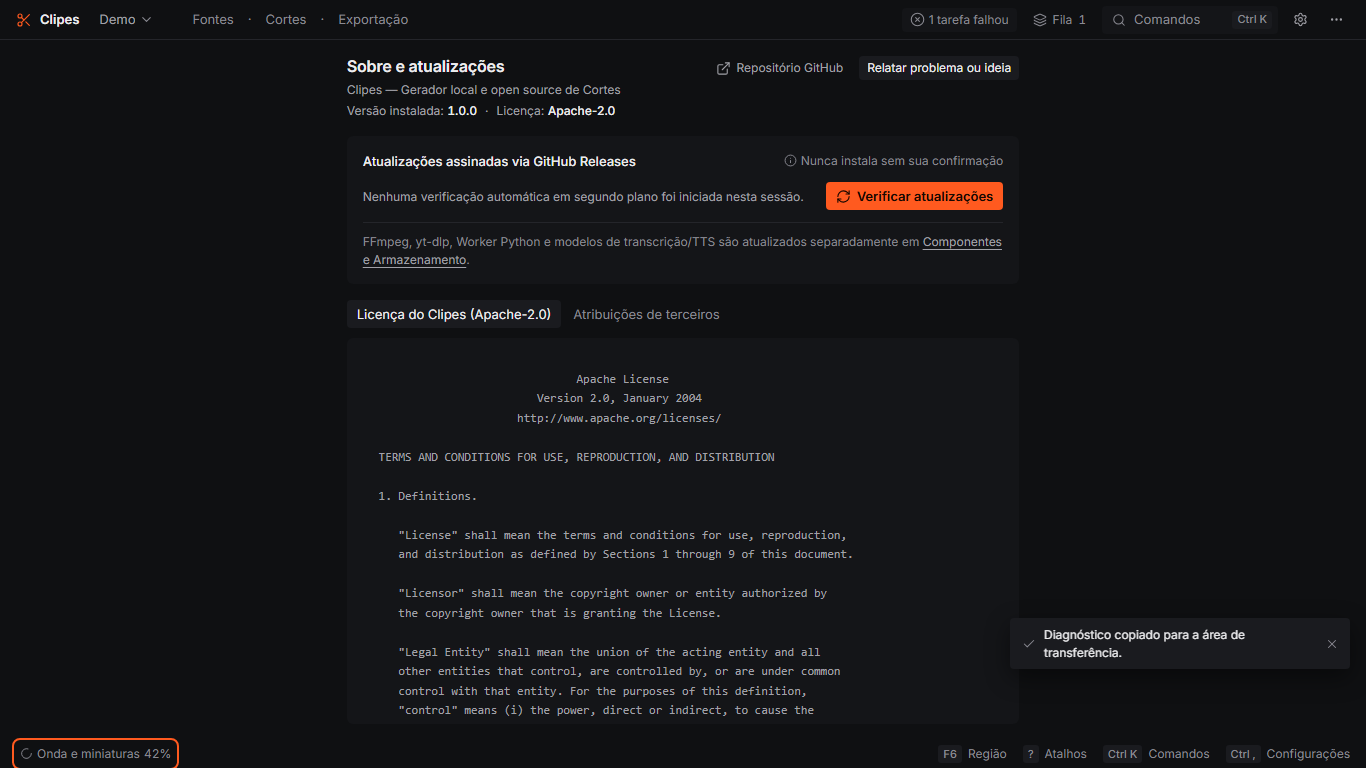 Clipes Demo Fontes · Cortes · Exportação 1 tarefa falhou Fila 1 Comandos Ctrl K
Sobre e atualizações Repositório GitHub Relatar problema ou ideia
Clipes — Gerador local e open source de Cortes
Versão instalada: 1.0.0 · Licença: Apache-2.0
Atualizações assinadas via GitHub Releases Nunca instala sem sua confirmação
Nenhuma verificação automática em segundo plano foi iniciada nesta sessão. Verificar atualizações
FFmpeg, yt-dlp, Worker Python e modelos de transcrição/TTS são atualizados separadamente em Componentes
e Armazenamento.
Licença do Clipes (Apache-2.0) Atribuições de terceiros
Apache License
Version 2.0, January 2004
http://www.apache.org/licenses/
TERMS AND CONDITIONS FOR USE, REPRODUCTION, AND DISTRIBUTION
1. Definitions.
"License" shall mean the terms and conditions for use, reproduction,
and distribution as defined by Sections 1 through 9 of this document.
"Licensor" shall mean the copyright owner or entity authorized by
the copyright owner that is granting the License.
"Legal Entity" shall mean the union of the acting entity and all
other entities that control, are controlled by, or are under common
control with that entity. For the purposes of this definition,
"control" means (i) the power, direct or indirect, to cause the
Diagnóstico copiado para a área de
transferência.
Onda e miniaturas 42% F6 Região ? Atalhos Ctrl K Comandos Ctrl , Configurações